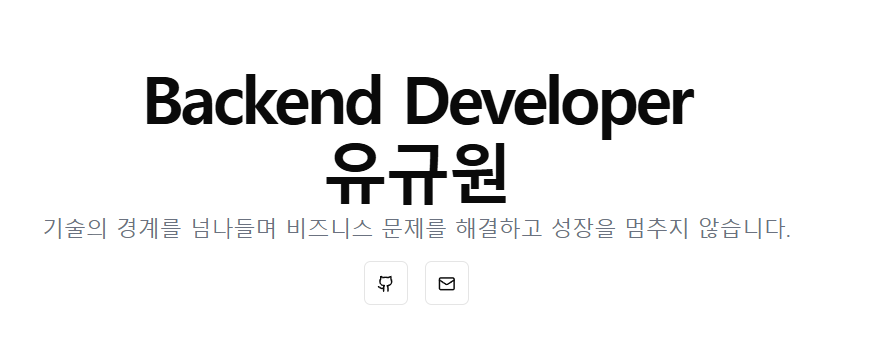 Backend Developer
유규원
기술의 경계를 넘나들며 비즈니스 문제를 해결하고 성장을 멈추지 않습니다.